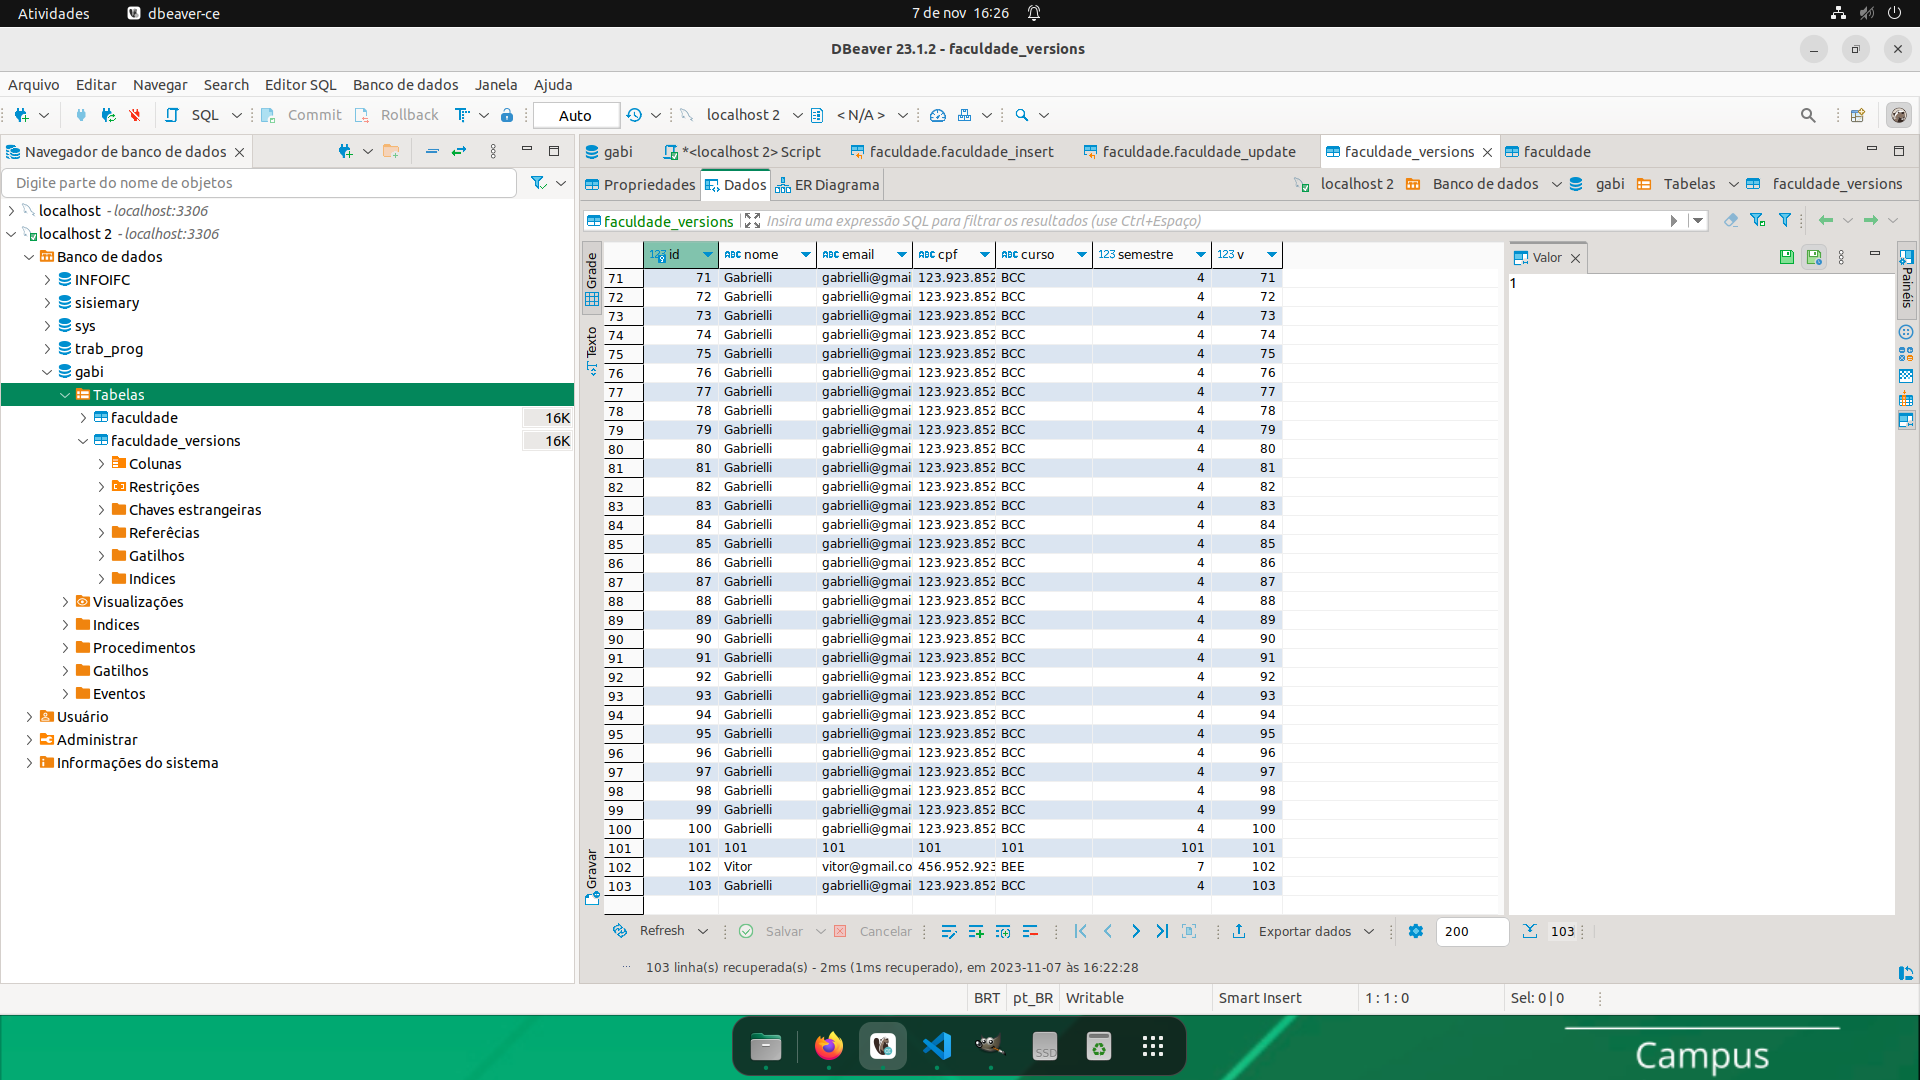 Atividades dbeaver-ce 7 de nov 16:26
DBeaver 23.1.2 - faculdade_versions
Arquivo Editar Navegar Search Editor SQL Banco de dados Janela Ajuda
SQL Commit Rollback Auto localhost 2 < N/A >
Navegador de banco de dados
Digite parte do nome de objetos
localhost - localhost:3306
localhost 2 - localhost:3306
Banco de dados
INFOIFC
sisiemary
sys
trab_prog
gabi
Tabelas
faculdade 16K
faculdade_versions 16K
Colunas
Restrições
Chaves estrangeiras
Referêcias
Gatilhos
Indices
Visualizações
Indices
Procedimentos
Gatilhos
Eventos
Usuário
Administrar
Informações do sistema
gabi *<localhost 2> Script faculdade.faculdade_insert faculdade.faculdade_update faculdade_versions faculdade
Propriedades Dados ER Diagrama localhost 2 Banco de dados gabi Tabelas faculdade_versions
faculdade_versions Insira uma expressão SQL para filtrar os resultados (use Ctrl+Espaço)
Grade
Texto
Gravar
123 id ABC nome ABC email ABC cpf ABC curso 123 semestre 123 v
71 71 Gabrielli gabrielli@gmai 123.923.852 BCC 4 71
72 72 Gabrielli gabrielli@gmai 123.923.852 BCC 4 72
73 73 Gabrielli gabrielli@gmai 123.923.852 BCC 4 73
74 74 Gabrielli gabrielli@gmai 123.923.852 BCC 4 74
75 75 Gabrielli gabrielli@gmai 123.923.852 BCC 4 75
76 76 Gabrielli gabrielli@gmai 123.923.852 BCC 4 76
77 77 Gabrielli gabrielli@gmai 123.923.852 BCC 4 77
78 78 Gabrielli gabrielli@gmai 123.923.852 BCC 4 78
79 79 Gabrielli gabrielli@gmai 123.923.852 BCC 4 79
80 80 Gabrielli gabrielli@gmai 123.923.852 BCC 4 80
81 81 Gabrielli gabrielli@gmai 123.923.852 BCC 4 81
82 82 Gabrielli gabrielli@gmai 123.923.852 BCC 4 82
83 83 Gabrielli gabrielli@gmai 123.923.852 BCC 4 83
84 84 Gabrielli gabrielli@gmai 123.923.852 BCC 4 84
85 85 Gabrielli gabrielli@gmai 123.923.852 BCC 4 85
86 86 Gabrielli gabrielli@gmai 123.923.852 BCC 4 86
87 87 Gabrielli gabrielli@gmai 123.923.852 BCC 4 87
88 88 Gabrielli gabrielli@gmai 123.923.852 BCC 4 88
89 89 Gabrielli gabrielli@gmai 123.923.852 BCC 4 89
90 90 Gabrielli gabrielli@gmai 123.923.852 BCC 4 90
91 91 Gabrielli gabrielli@gmai 123.923.852 BCC 4 91
92 92 Gabrielli gabrielli@gmai 123.923.852 BCC 4 92
93 93 Gabrielli gabrielli@gmai 123.923.852 BCC 4 93
94 94 Gabrielli gabrielli@gmai 123.923.852 BCC 4 94
95 95 Gabrielli gabrielli@gmai 123.923.852 BCC 4 95
96 96 Gabrielli gabrielli@gmai 123.923.852 BCC 4 96
97 97 Gabrielli gabrielli@gmai 123.923.852 BCC 4 97
98 98 Gabrielli gabrielli@gmai 123.923.852 BCC 4 98
99 99 Gabrielli gabrielli@gmai 123.923.852 BCC 4 99
100 100 Gabrielli gabrielli@gmai 123.923.852 BCC 4 100
101 101 101 101 101 101 101 101
102 102 Vitor vitor@gmail.co 456.952.923 BEE 7 102
103 103 Gabrielli gabrielli@gmai 123.923.852 BCC 4 103
Valor
1
Painéis
Refresh Salvar Cancelar Exportar dados 200 103
... 103 linha(s) recuperada(s) - 2ms (1ms recuperado), em 2023-11-07 às 16:22:28
BRT pt_BR Writable Smart Insert 1 : 1 : 0 Sel: 0 | 0
SSD
Campus